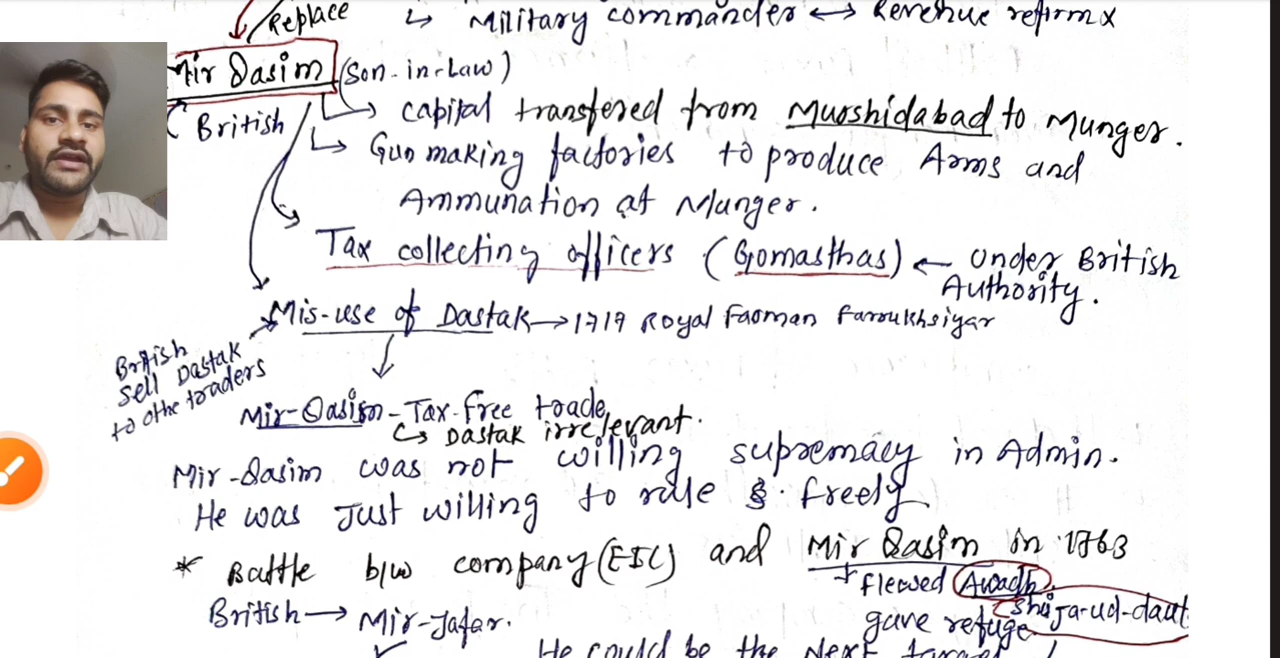 Replace
↳ Military commander ↔ Revenue reform x
Mir Qasim (Son-in-Law)
(British
↳ capital transfered from Murshidabad to Munger.
↳ Gun making factories to produce Arms and
Ammunation at Munger.
Tax collecting officers (Gomasthas) ← Under British
Authority.
Mis-use of Dastak → 1717 Royal Farman Faroukhsiyar
British
sell Dastak
to othe traders
Mir-Qasim - Tax-free trade
↳ Dastak irrelevant.
Mir-Qasim was not willing supremacy in Admin.
He was Just willing to rule freely
* Battle b/w company (EIC) and Mir Qasim in 1763
flewed Awadh
British → Mir-Jafar.
gave refuge Shuja-ud-daut
He could be the next